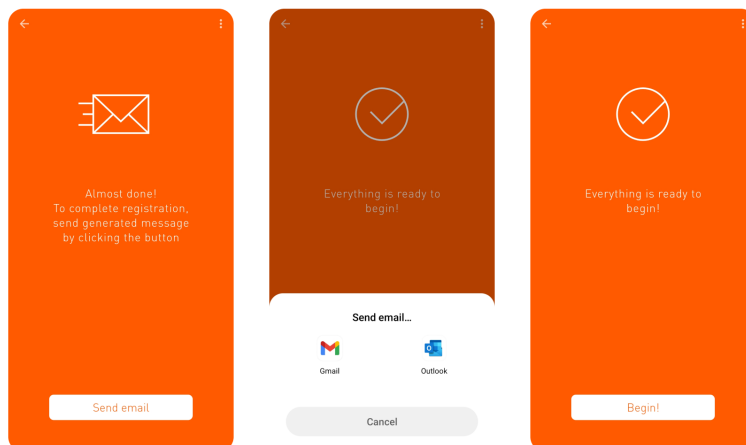 Almost done!
To complete registration,
send generated message
by clicking the button
Send email
Everything is ready to
begin!
Send email...
Gmail
Outlook
Cancel
Everything is ready to
begin!
Begin!